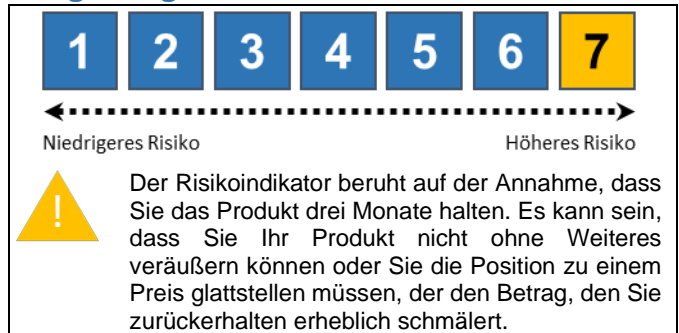 1 2 3 4 5 6 7
Niedrigeres Risiko Höheres Risiko
Der Risikoindikator beruht auf der Annahme, dass
Sie das Produkt drei Monate halten. Es kann sein,
dass Sie Ihr Produkt nicht ohne Weiteres
veräußern können oder Sie die Position zu einem
Preis glattstellen müssen, der den Betrag, den Sie
zurückerhalten erheblich schmälert.